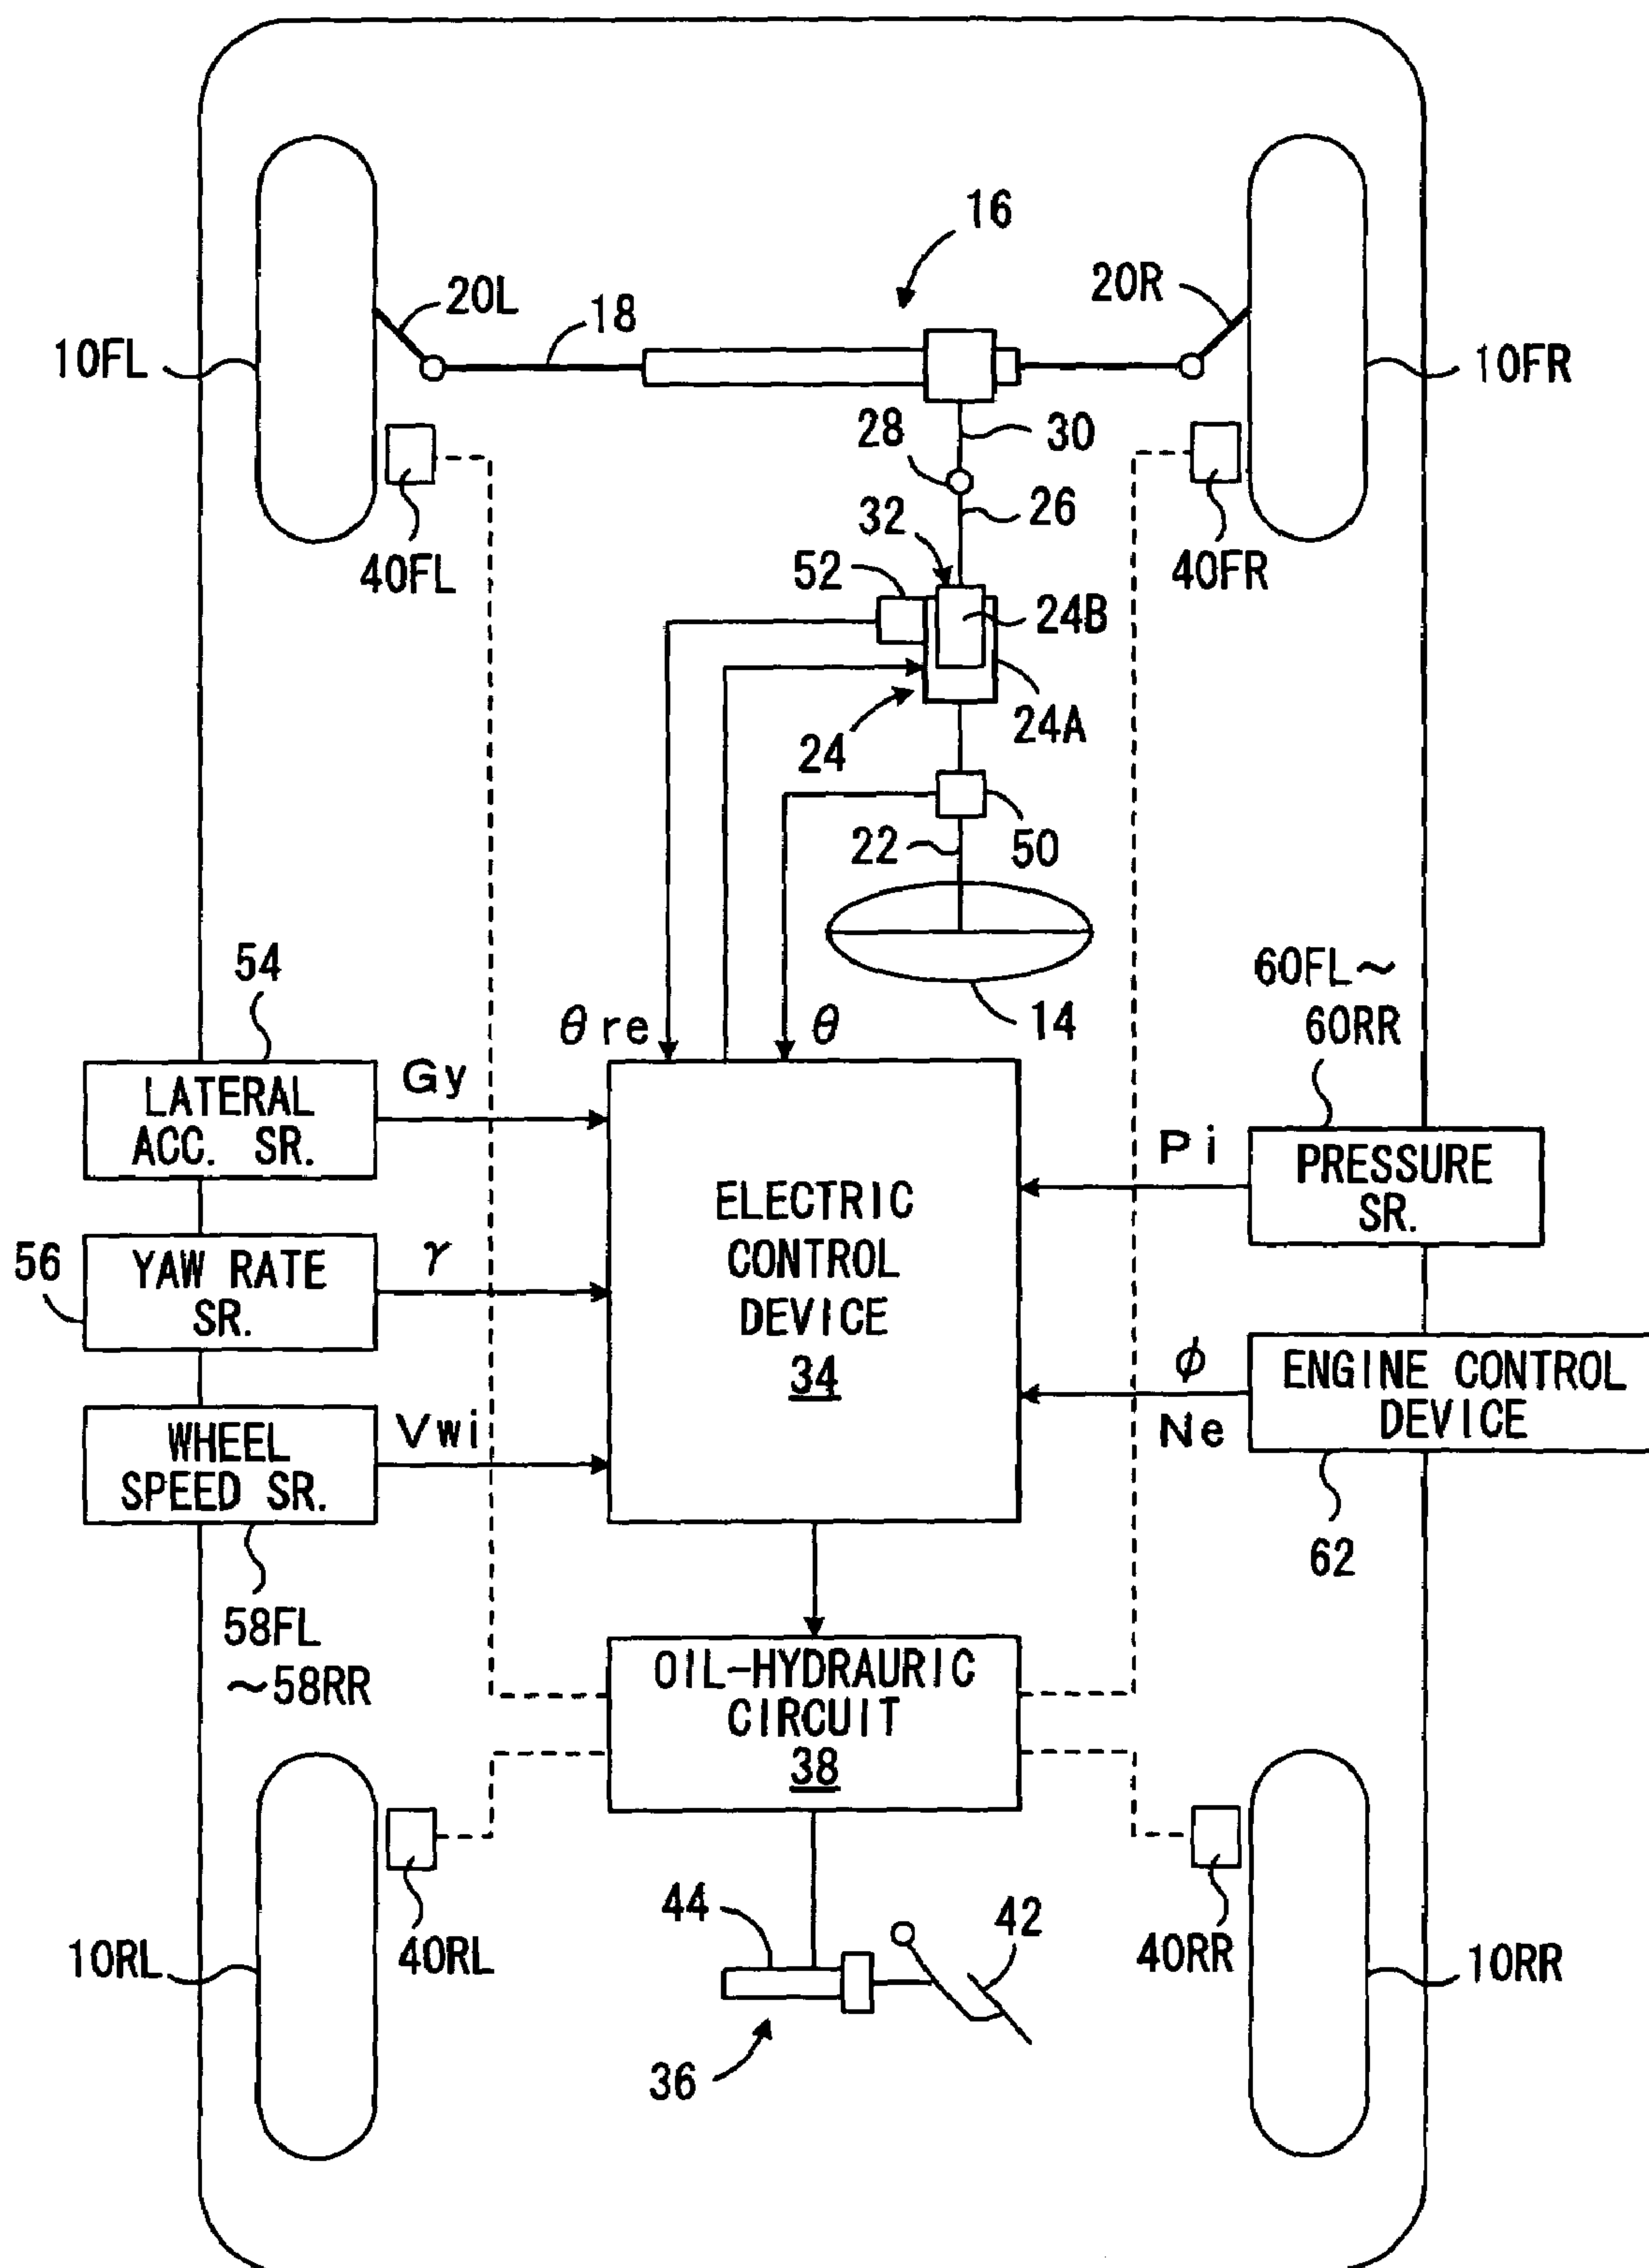 16
20L
18
20R
10FL
10FR
28
30
32
26
52
40FL
40FR
24B
24A
24
22
50
54
60FL~
60RR
14
θre
θ
LATERAL
ACC. SR.
Gy
Pi
PRESSURE
SR.
ELECTRIC
CONTROL
DEVICE
34
56
YAW RATE
SR.
γ
φ
Ne
ENGINE CONTROL
DEVICE
WHEEL
SPEED SR.
Vwi
62
58FL
~58RR
OIL-HYDRAURIC
CIRCUIT
38
44
42
10RL
40RL
40RR
10RR
36